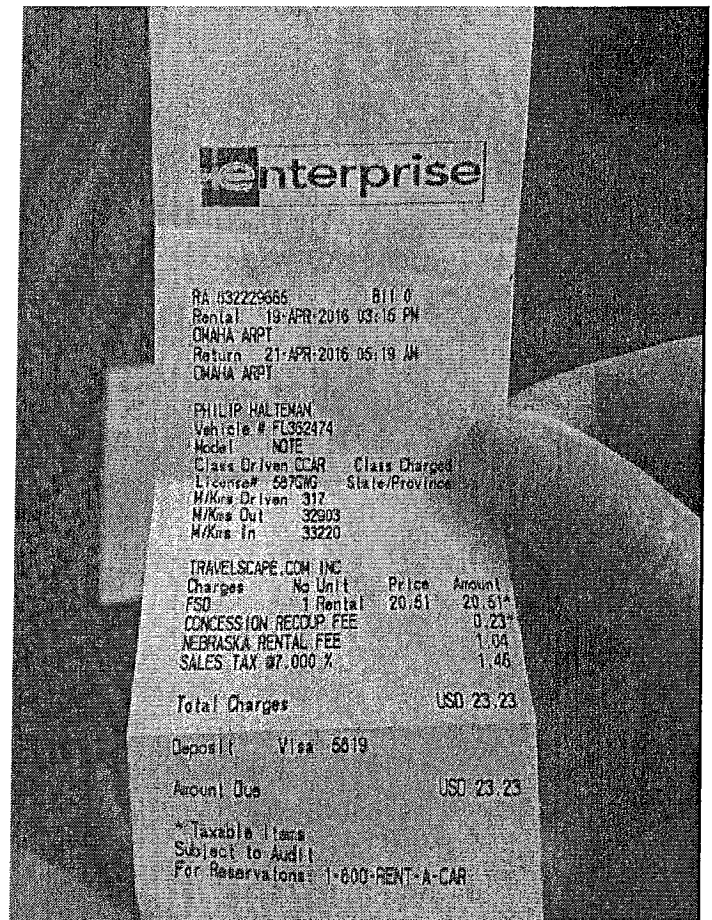 enterprise
RA 832229665 Bill 0
Rental 19-APR-2016 03:15 PM
OMAHA ARPT
Return 21-APR-2016 05:19 AM
OMAHA ARPT
PHILIP HALTEMAN
Vehicle # FL362474
Model NOTE
Class Driven CCAR Class Charged
License# 587GWG State/Province
M/Kms Driven 317
M/Kms Out 32903
M/Kms In 33220
TRAVELSCAPE.COM INC
Charges No Unit Price Amount
FSO 1 Rental 20.51 20.51*
CONCESSION RECOUP FEE 0.23*
NEBRASKA RENTAL FEE 1.04
SALES TAX @7.000 % 1.45
Total Charges USD 23.23
Deposit Visa 5819
Amount Due USD 23.23
* Taxable Items
Subject to Audit
For Reservations: 1-800-RENT-A-CAR